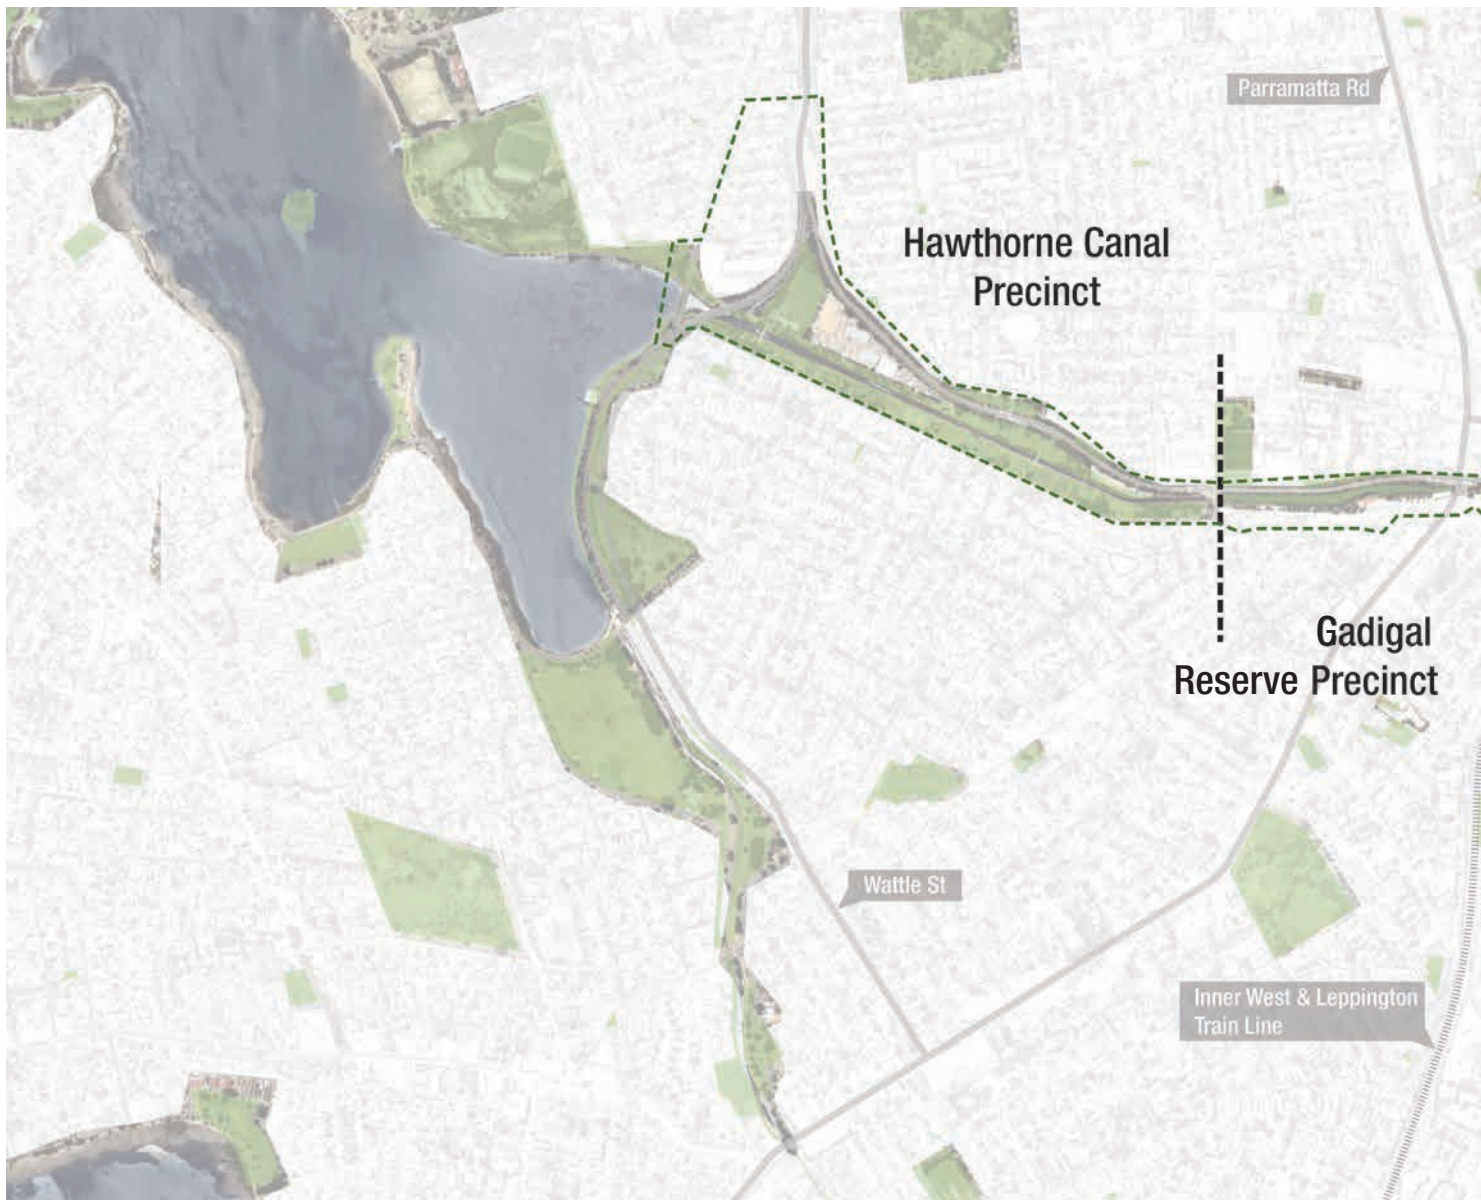 Parramatta Rd
Hawthorne Canal
Precinct
Gadigal
Reserve Precinct
Wattle St
Inner West & Leppington
Train Line